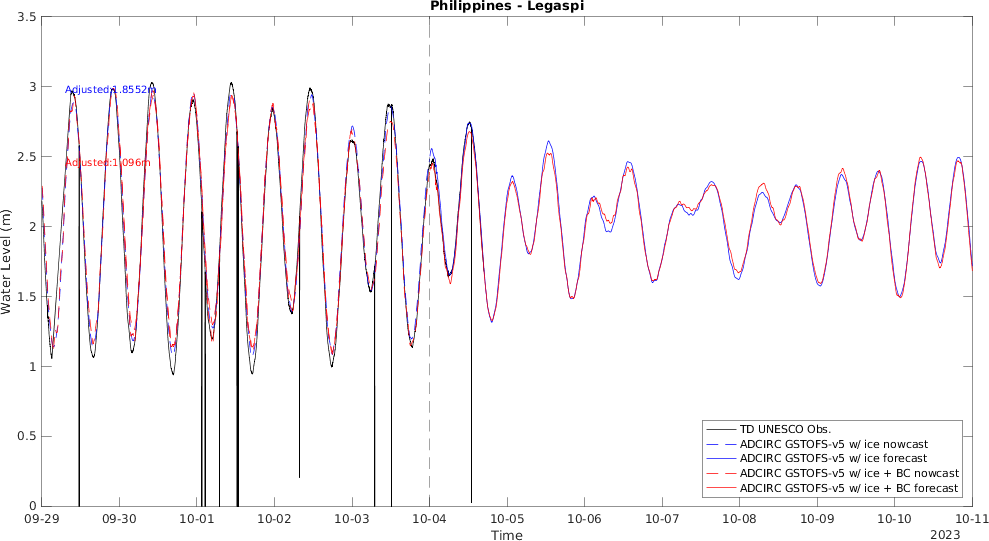 Philippines - Legaspi
3.5
3
2.5
2
1.5
1
0.5
0
Water Level (m)
Adjusted:1.8552m
Adjusted:1.096m
TD UNESCO Obs.
ADCIRC GSTOFS-v5 w/ ice nowcast
ADCIRC GSTOFS-v5 w/ ice forecast
ADCIRC GSTOFS-v5 w/ ice + BC nowcast
ADCIRC GSTOFS-v5 w/ ice + BC forecast
09-29 09-30 10-01 10-02 10-03 10-04 10-05 10-06 10-07 10-08 10-09 10-10 10-11
Time
2023